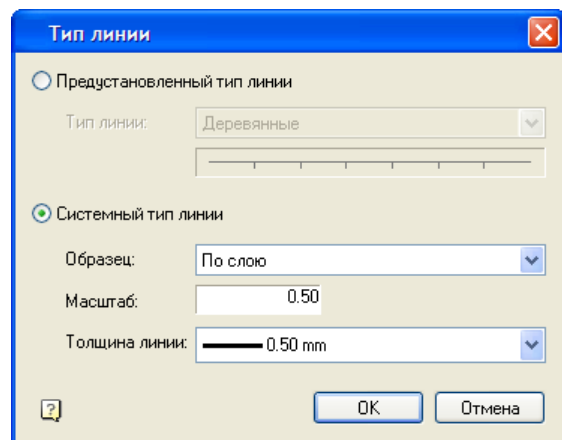 Тип линии
Предустановленный тип линии
Тип линии: Деревянные
Системный тип линии
Образец: По слою
Масштаб: 0.50
Толщина линии: 0.50 mm
? OK Отмена